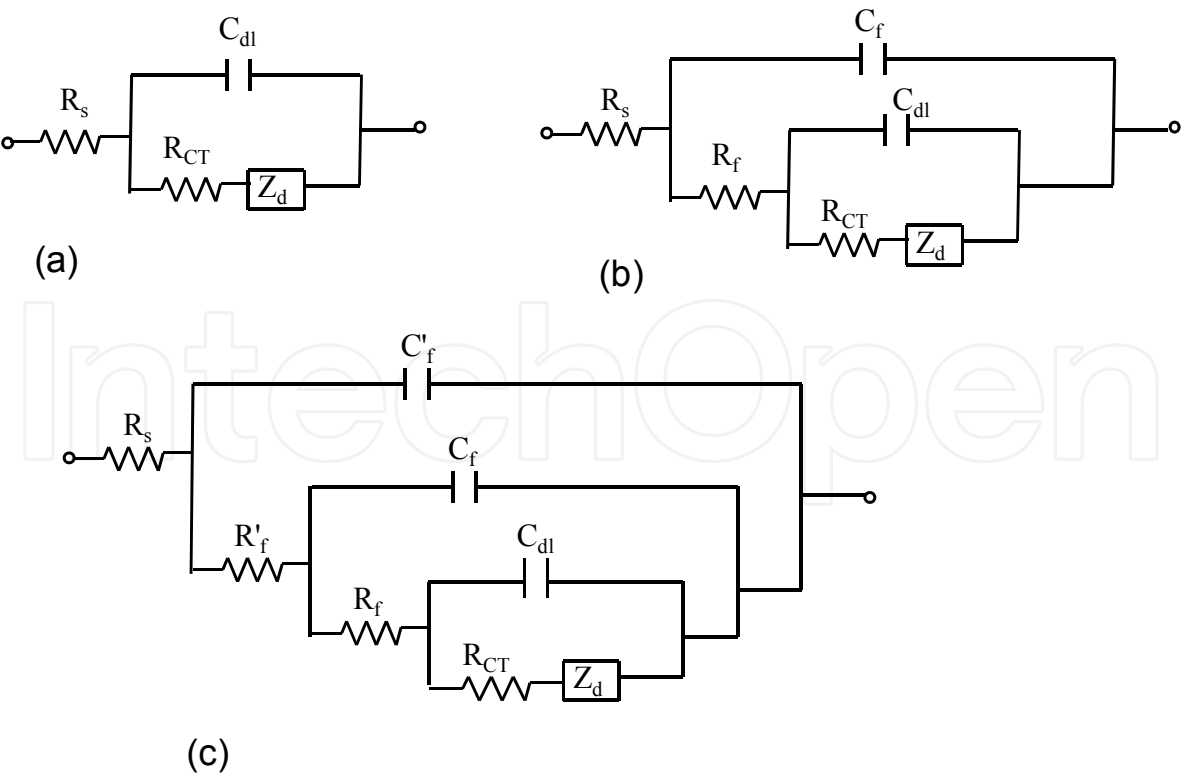 C_dl
R_s
R_CT
Z_d
(a)
C_f
R_s
C_dl
R_f
R_CT
Z_d
(b)
IntechOpen
C'_f
R_s
C_f
R'_f
C_dl
R_f
R_CT
Z_d
(c)